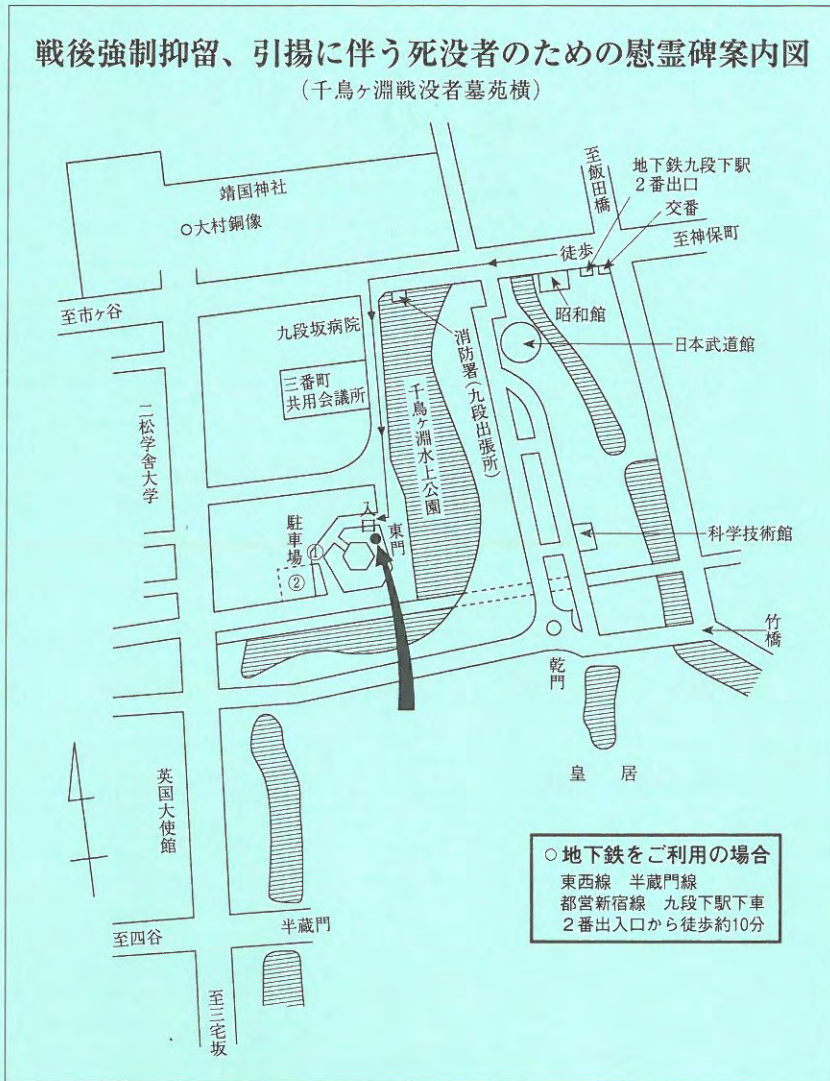 戦後強制抑留、引揚に伴う死没者のための慰霊碑案内図
(千鳥ヶ淵戦没者墓苑横)
至飯田橋
地下鉄九段下駅
2番出口
交番
至神保町
靖国神社
大村銅像
徒歩
昭和館
至市ヶ谷
九段坂病院
消防署(九段出張所)
日本武道館
三番町
共用会議所
千鳥ヶ淵水上公園
二松学舎大学
入口
東門
駐車場
①
②
科学技術館
竹橋
乾門
皇居
英国大使館
○地下鉄をご利用の場合
東西線 半蔵門線
都営新宿線 九段下駅下車
2番出入口から徒歩約10分
半蔵門
至四谷
至三宅坂